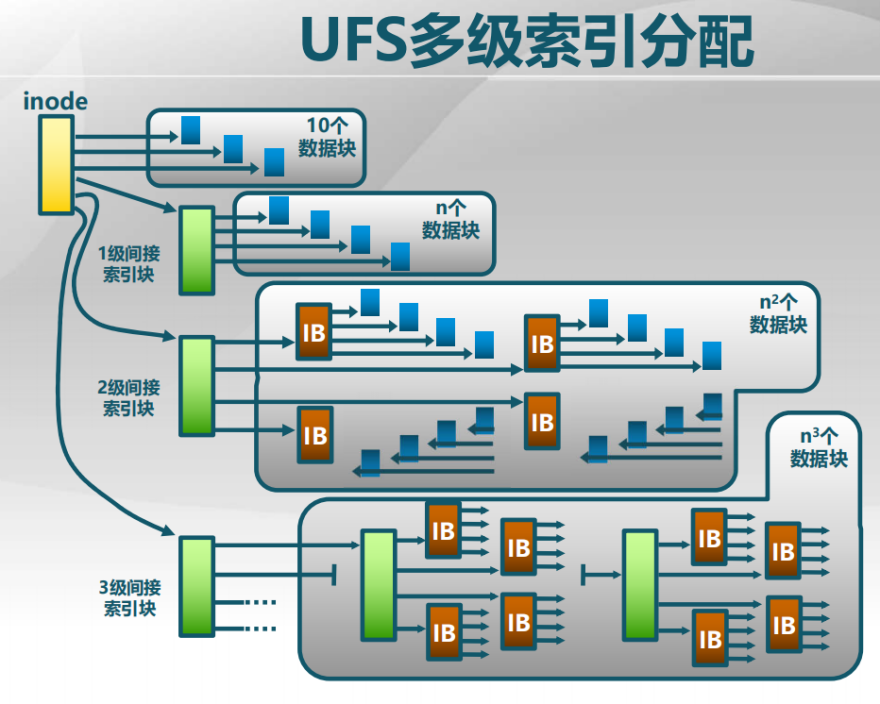 UFS多级索引分配
inode
10个
数据块
n个
数据块
1级间接
索引块
n²个
数据块
IB
IB
2级间接
索引块
IB
IB
n³个
数据块
IB
IB
IB
IB
3级间接
索引块
IB
IB
IB
IB